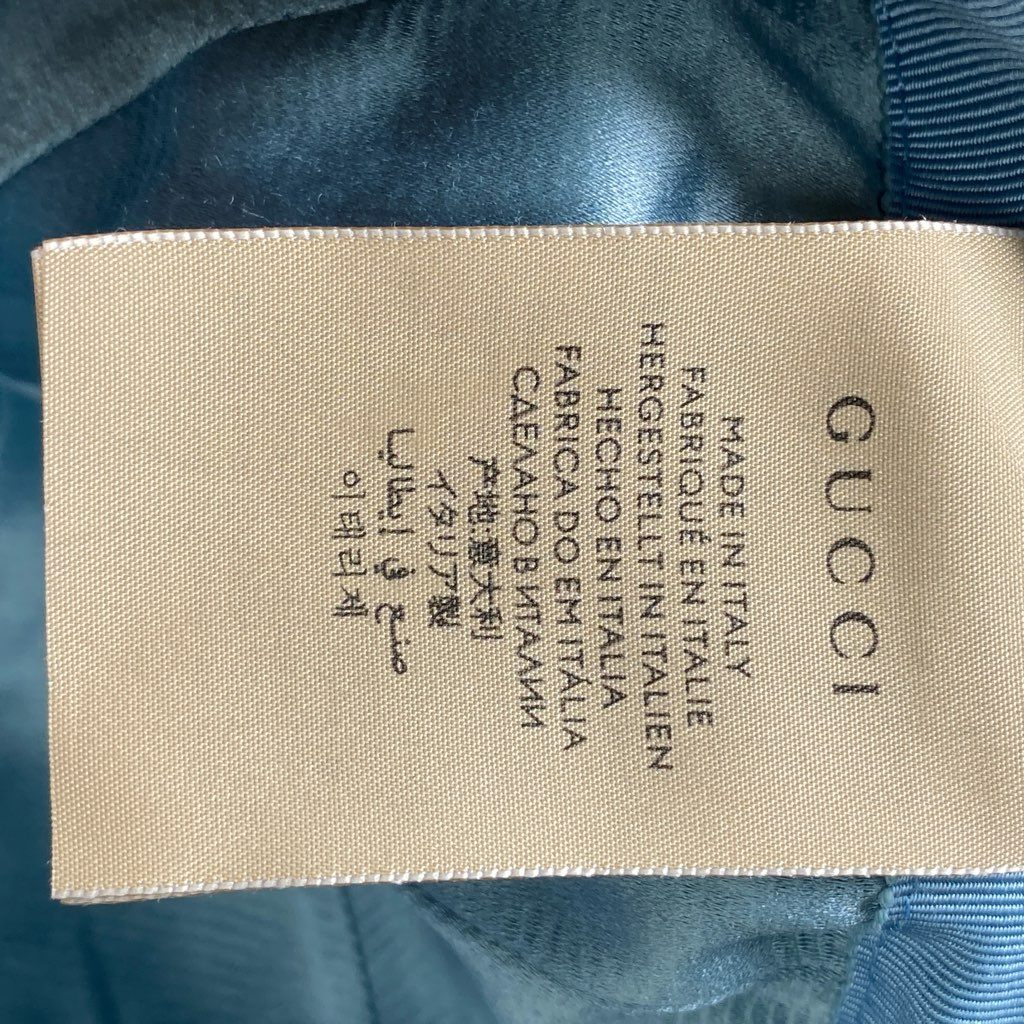 GUCCI
MADE IN ITALY
FABRIQUÉ EN ITALIE
HERGESTELLT IN ITALIEN
HECHO EN ITALIA
FABRICA DO EM ITÁLIA
СДЕЛАНО В ИТАЛИИ
产地:意大利
イタリア製
صنع في إيطاليا
이태리제